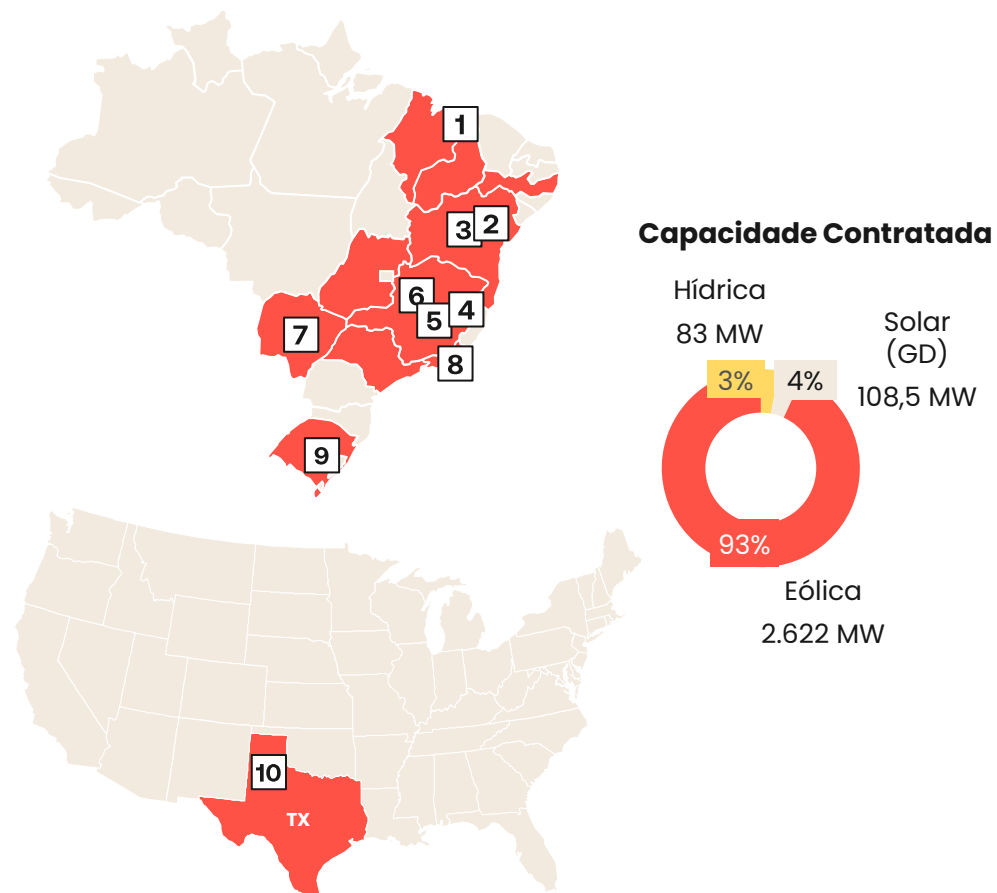 1
2
3
6
4
5
7
8
9
Capacidade Contratada
Hídrica
83 MW
Solar
(GD)
108,5 MW
3%
4%
93%
Eólica
2.622 MW
10
TX